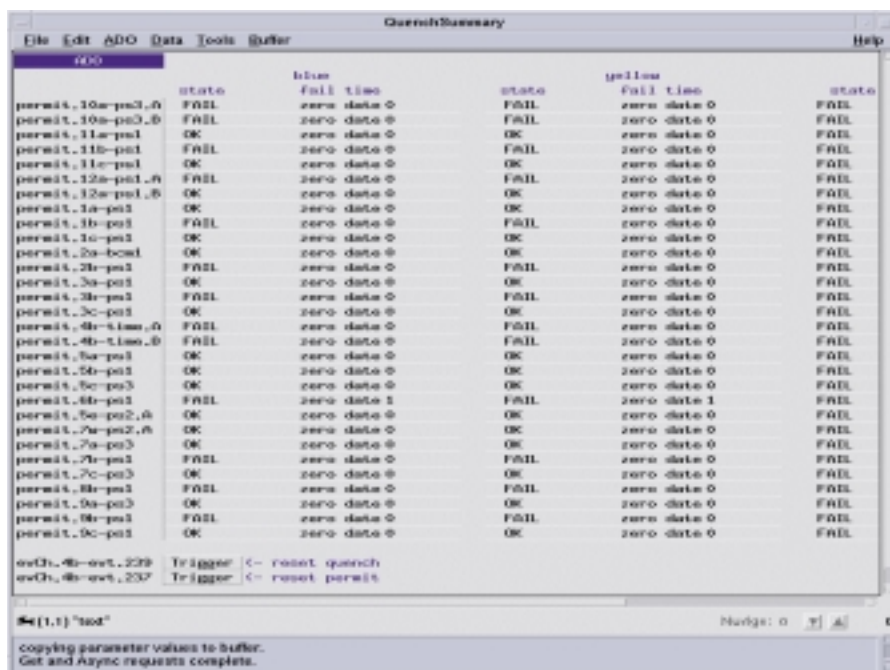 QuenchSummary
File Edit ADO Data Tools Buffer Help
ADO
blue yellow
state fail time state fail time state
permit.10a-ps3.A FAIL zero date 0 FAIL zero date 0 FAIL
permit.10a-ps3.B FAIL zero date 0 FAIL zero date 0 FAIL
permit.11a-ps1 OK zero date 0 OK zero date 0 FAIL
permit.11b-ps1 FAIL zero date 0 FAIL zero date 0 FAIL
permit.11c-ps1 OK zero date 0 OK zero date 0 FAIL
permit.12a-ps1.A FAIL zero date 0 FAIL zero date 0 FAIL
permit.12a-ps1.B OK zero date 0 OK zero date 0 FAIL
permit.1a-ps1 OK zero date 0 OK zero date 0 FAIL
permit.1b-ps1 FAIL zero date 0 FAIL zero date 0 FAIL
permit.1c-ps1 OK zero date 0 OK zero date 0 FAIL
permit.2a-bcm1 OK zero date 0 OK zero date 0 FAIL
permit.2b-ps1 FAIL zero date 0 FAIL zero date 0 FAIL
permit.3a-ps1 OK zero date 0 OK zero date 0 FAIL
permit.3b-ps1 FAIL zero date 0 FAIL zero date 0 FAIL
permit.3c-ps1 OK zero date 0 OK zero date 0 FAIL
permit.4b-time.A FAIL zero date 0 FAIL zero date 0 FAIL
permit.4b-time.B FAIL zero date 0 FAIL zero date 0 FAIL
permit.5a-ps1 OK zero date 0 OK zero date 0 FAIL
permit.5b-ps1 OK zero date 0 OK zero date 0 FAIL
permit.5c-ps3 OK zero date 0 OK zero date 0 FAIL
permit.6b-ps1 FAIL zero date 1 FAIL zero date 1 FAIL
permit.5e-ps2.A OK zero date 0 OK zero date 0 FAIL
OK zero date 0 OK zero date 0 FAIL
permit.7a-ps3 OK zero date 0 OK zero date 0 FAIL
permit.7b-ps1 FAIL zero date 0 FAIL zero date 0 FAIL
permit.7c-ps3 OK zero date 0 OK zero date 0 FAIL
permit.8b-ps1 FAIL zero date 0 FAIL zero date 0 FAIL
permit.9a-ps3 OK zero date 0 OK zero date 0 FAIL
permit.9b-ps1 FAIL zero date 0 FAIL zero date 0 FAIL
permit.9c-ps1 OK zero date 0 OK zero date 0 FAIL
evCh.4b-evt.239 Trigger <- reset quench
evCh.4b-evt.237 Trigger <- reset permit
(1,1) "text" Nudge: 0
copying parameter values to buffer.
Get and Async requests complete.